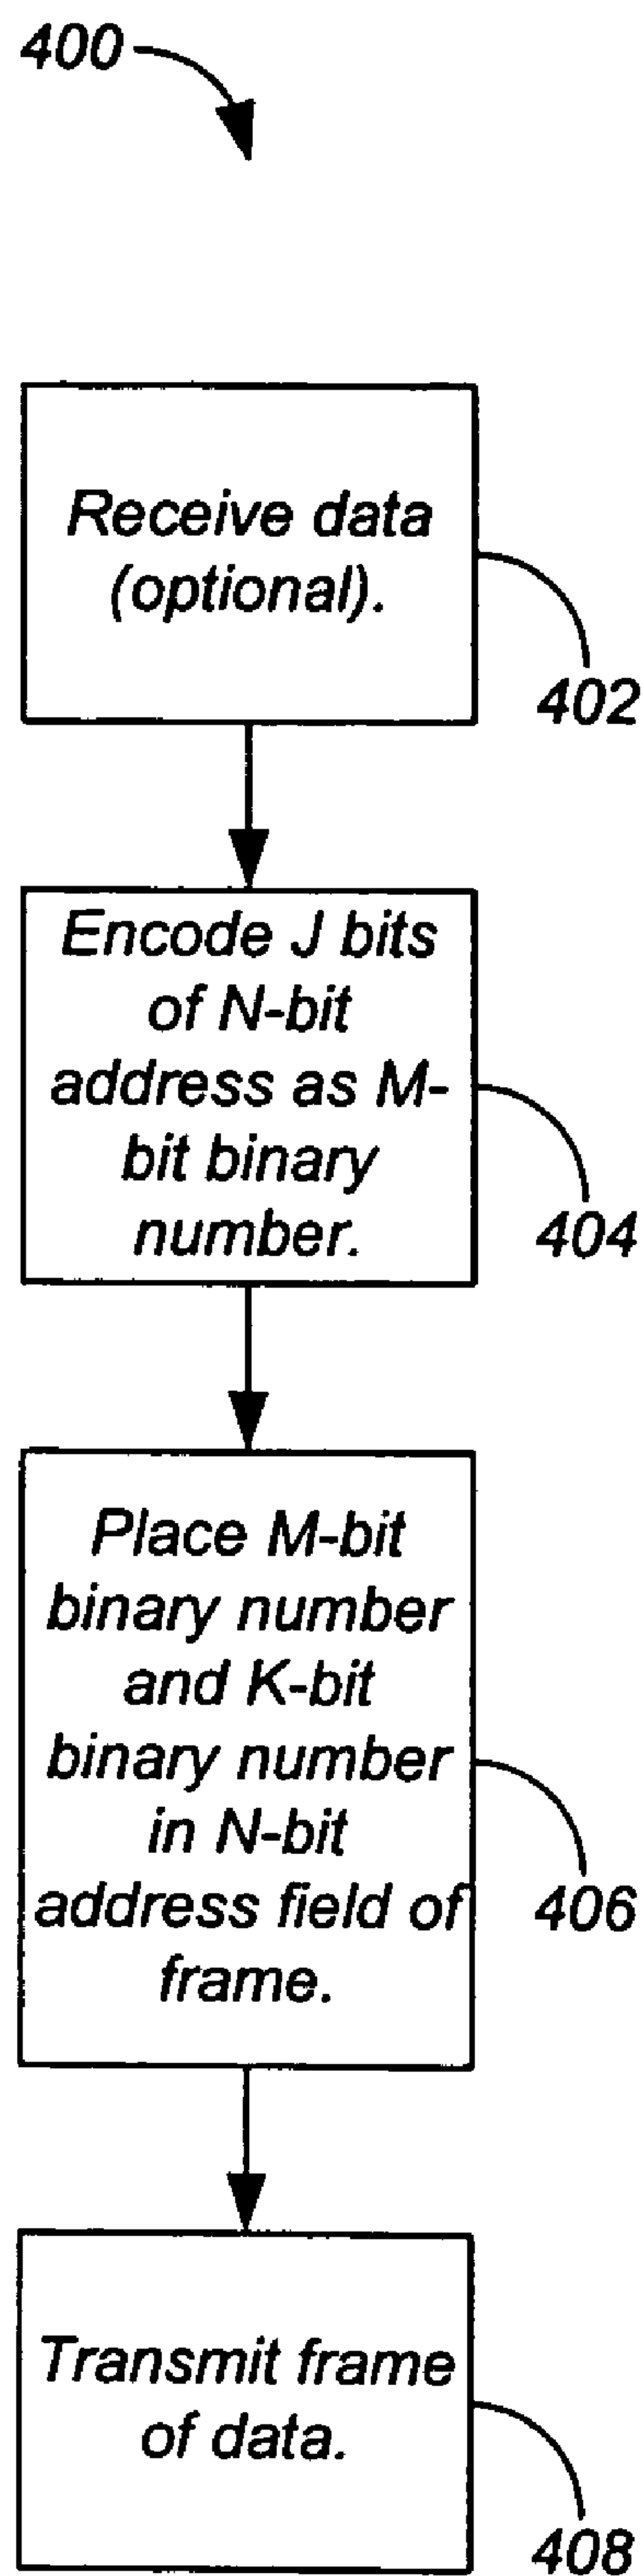 400
Receive data
(optional).
402
Encode J bits
of N-bit
address as M-
bit binary
number.
404
Place M-bit
binary number
and K-bit
binary number
in N-bit
address field of
frame.
406
Transmit frame
of data.
408